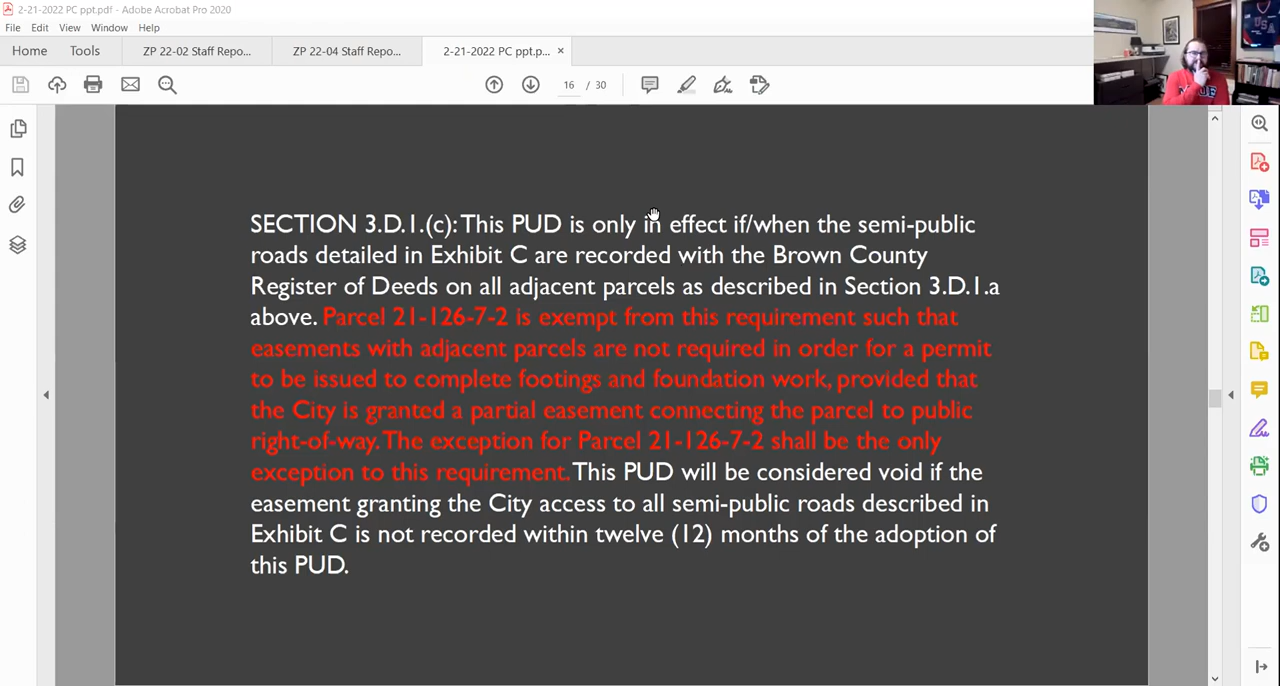 2-21-2022 PC ppt.pdf - Adobe Acrobat Pro 2020
File Edit View Window Help
Home Tools ZP 22-02 Staff Repo... ZP 22-04 Staff Repo... 2-21-2022 PC ppt.p... ×
16 / 30
SECTION 3.D.1.(c): This PUD is only in effect if/when the semi-public
roads detailed in Exhibit C are recorded with the Brown County
Register of Deeds on all adjacent parcels as described in Section 3.D.1.a
above. Parcel 21-126-7-2 is exempt from this requirement such that
easements with adjacent parcels are not required in order for a permit
to be issued to complete footings and foundation work, provided that
the City is granted a partial easement connecting the parcel to public
right-of-way. The exception for Parcel 21-126-7-2 shall be the only
exception to this requirement. This PUD will be considered void if the
easement granting the City access to all semi-public roads described in
Exhibit C is not recorded within twelve (12) months of the adoption of
this PUD.